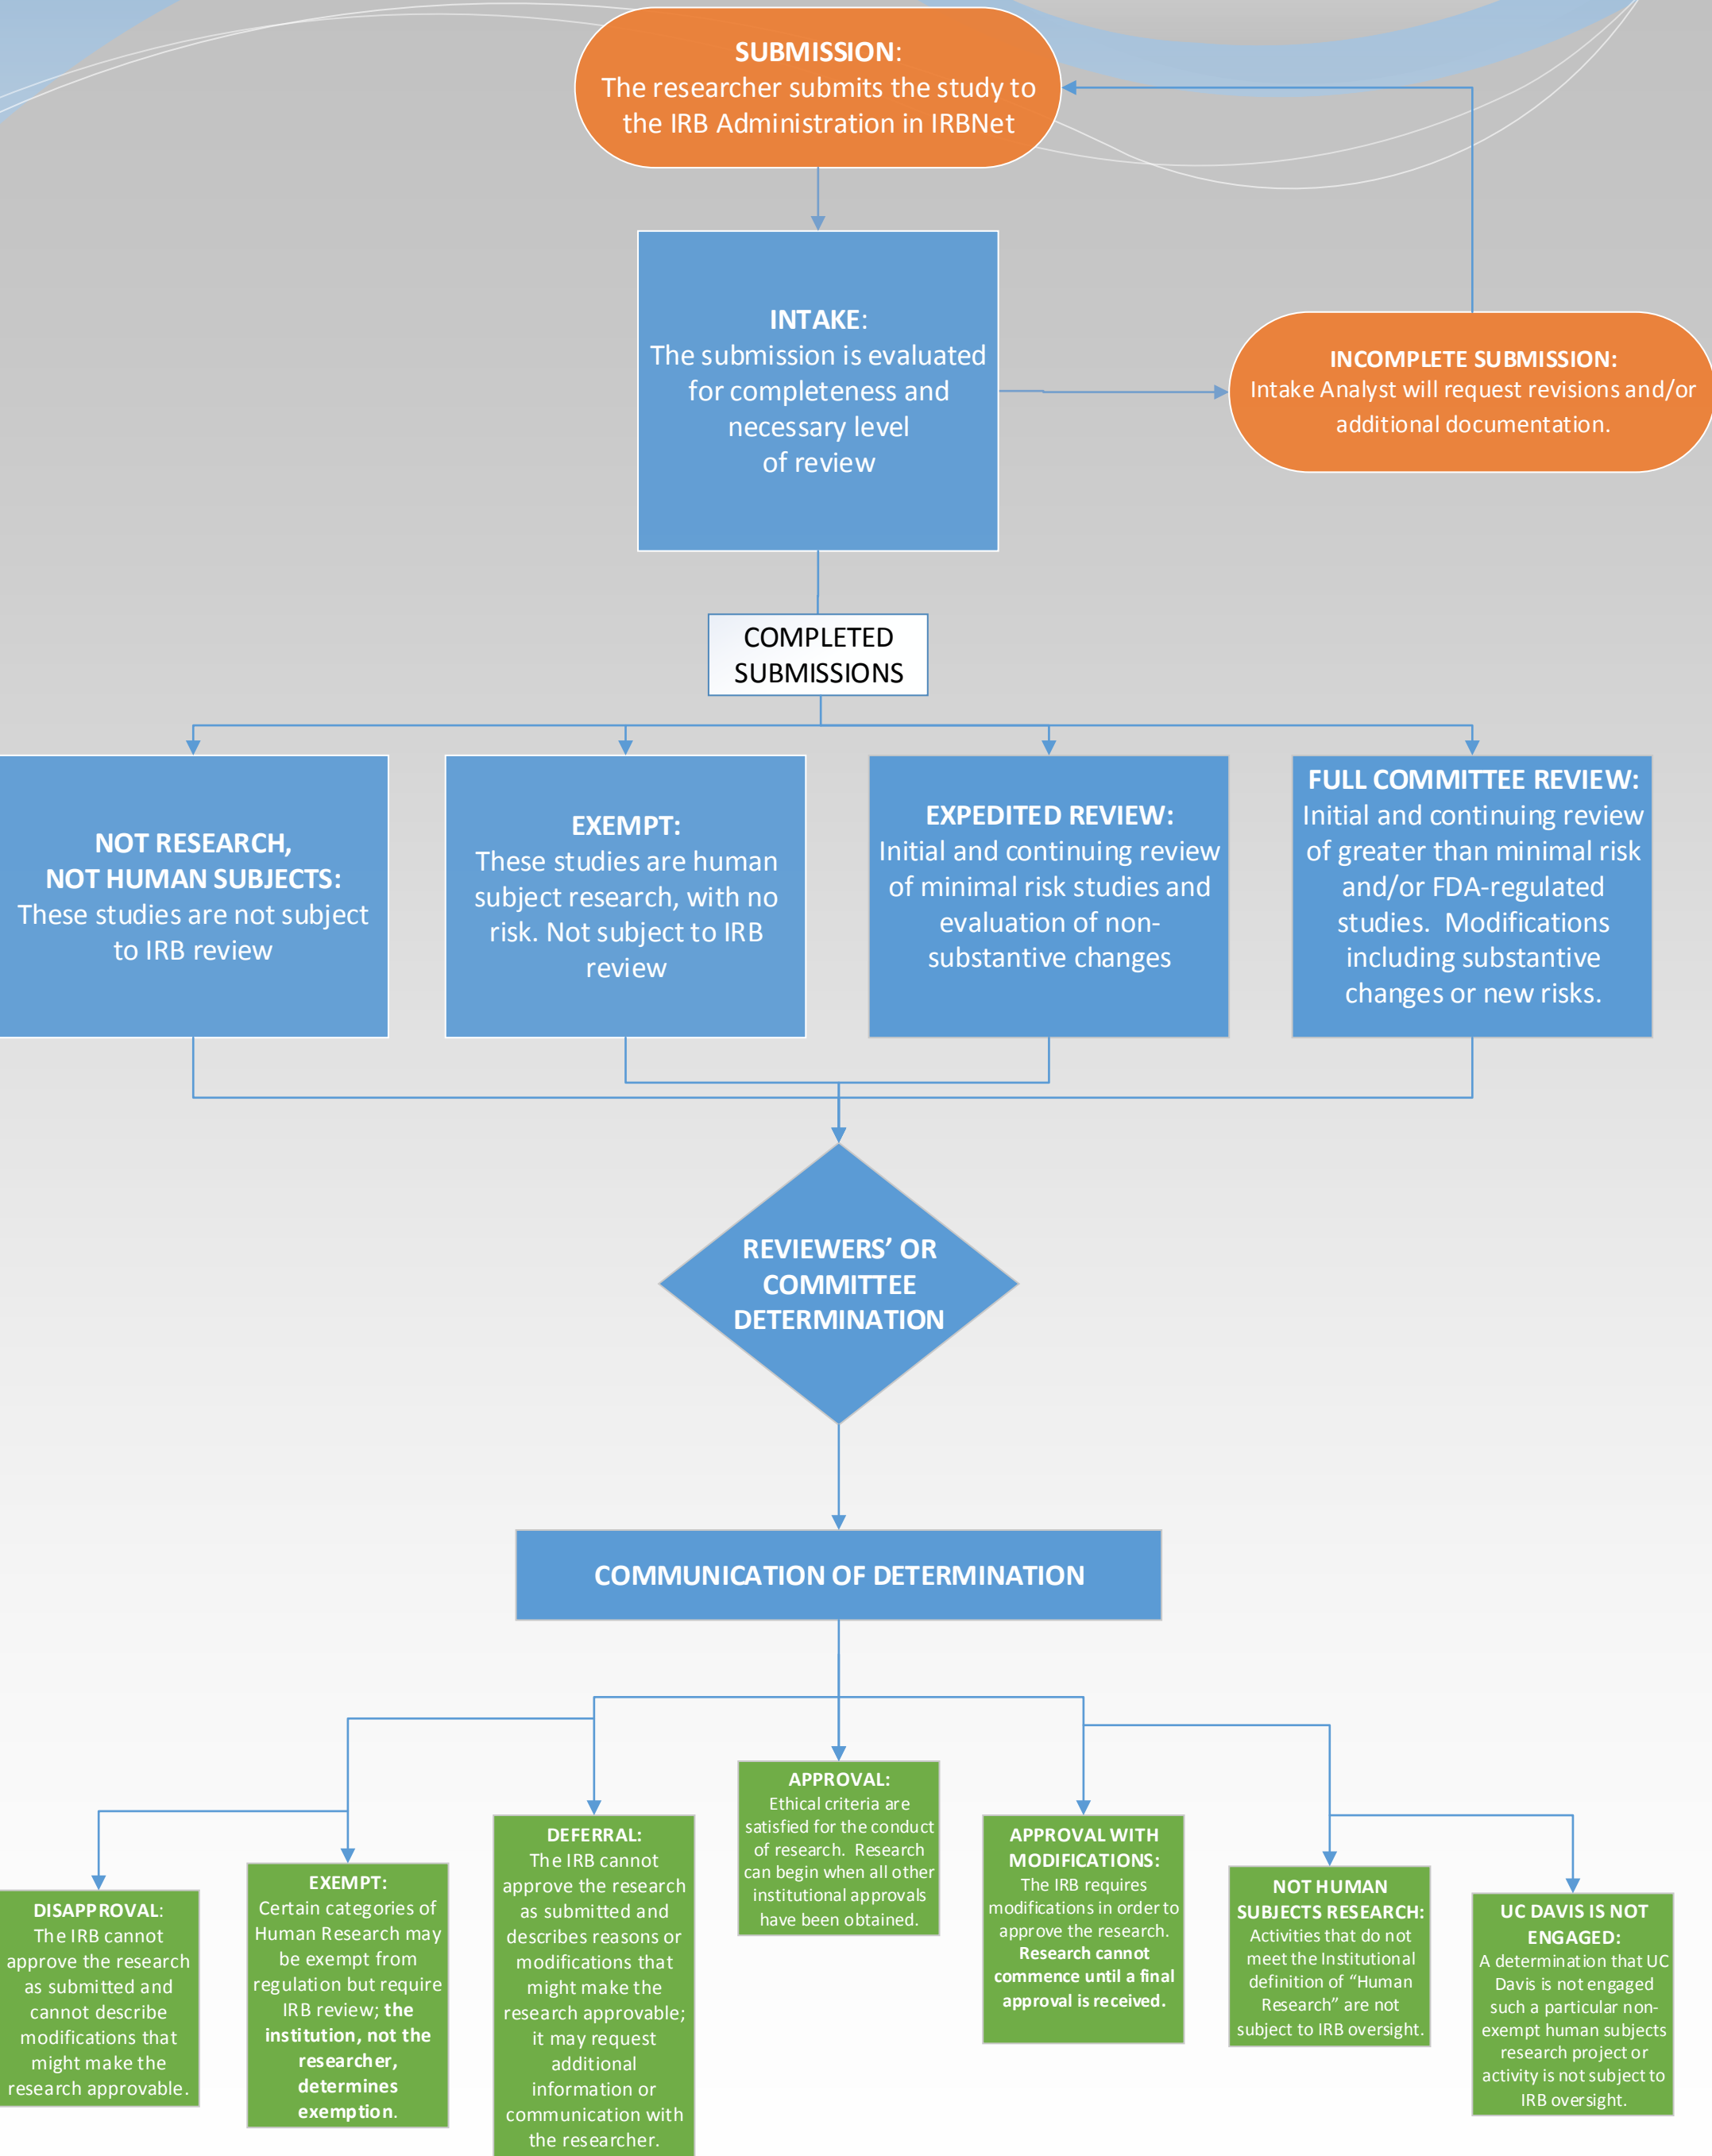 SUBMISSION:
The researcher submits the study to
the IRB Administration in IRBNet
INTAKE:
The submission is evaluated
for completeness and
necessary level
of review
INCOMPLETE SUBMISSION:
Intake Analyst will request revisions and/or
additional documentation.
COMPLETED
SUBMISSIONS
NOT RESEARCH,
NOT HUMAN SUBJECTS:
These studies are not subject
to IRB review
EXEMPT:
These studies are human
subject research, with no
risk. Not subject to IRB
review
EXPEDITED REVIEW:
Initial and continuing review
of minimal risk studies and
evaluation of non-
substantive changes
FULL COMMITTEE REVIEW:
Initial and continuing review
of greater than minimal risk
and/or FDA-regulated
studies. Modifications
including substantive
changes or new risks.
REVIEWERS’ OR
COMMITTEE
DETERMINATION
COMMUNICATION OF DETERMINATION
DISAPPROVAL:
The IRB cannot
approve the research
as submitted and
cannot describe
modifications that
might make the
research approvable.
EXEMPT:
Certain categories of
Human Research may
be exempt from
regulation but require
IRB review; the
institution, not the
researcher,
determines
exemption.
DEFERRAL:
The IRB cannot
approve the research
as submitted and
describes reasons or
modifications that
might make the
research approvable;
it may request
additional
information or
communication with
the researcher.
APPROVAL:
Ethical criteria are
satisfied for the conduct
of research. Research
can begin when all other
institutional approvals
have been obtained.
APPROVAL WITH
MODIFICATIONS:
The IRB requires
modifications in order to
approve the research.
Research cannot
commence until a final
approval is received.
NOT HUMAN
SUBJECTS RESEARCH:
Activities that do not
meet the Institutional
definition of “Human
Research” are not
subject to IRB oversight.
UC DAVIS IS NOT
ENGAGED:
A determination that UC
Davis is not engaged
such a particular non-
exempt human subjects
research project or
activity is not subject to
IRB oversight.